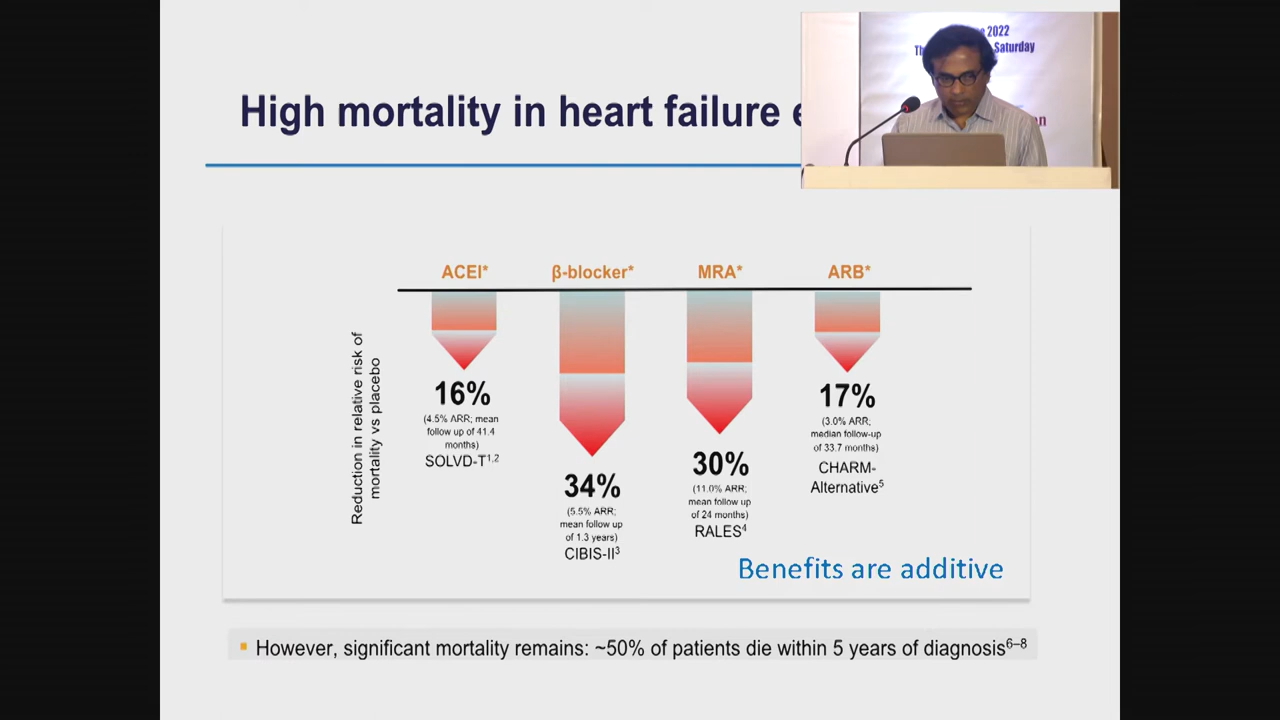 2022
Saturday
High mortality in heart failure
ACEI*
β-blocker*
MRA*
ARB*
Reduction in relative risk of
mortality vs placebo
16%
(4.5% ARR; mean
follow up of 41.4
months)
SOLVD-T1,2
34%
(5.5% ARR;
mean follow up
of 1.3 years)
CIBIS-II3
30%
(11.0% ARR;
mean follow up
of 24 months)
RALES4
17%
(3.0% ARR;
median follow-up
of 33.7 months)
CHARM-
Alternative5
Benefits are additive
▪ However, significant mortality remains: ~50% of patients die within 5 years of diagnosis6–8